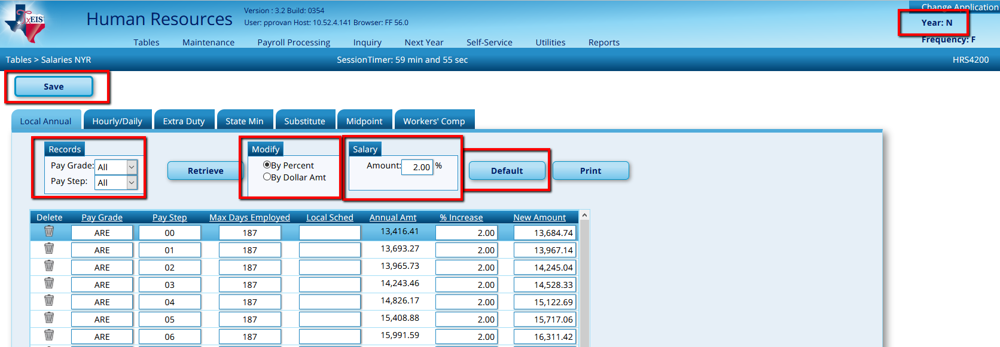 TxEIS
Human Resources
Version : 3.2 Build: 0354
User: pprovan Host: 10.52.4.141 Browser: FF 56.0
Change Application
Year: N
Frequency: F
Tables Maintenance Payroll Processing Inquiry Next Year Self-Service Utilities Reports
Tables > Salaries NYR SessionTimer: 59 min and 55 sec HRS4200
Save
Local Annual Hourly/Daily Extra Duty State Min Substitute Midpoint Workers' Comp
Records
Pay Grade: All
Pay Step: All
Retrieve
Modify
By Percent
By Dollar Amt
Salary
Amount: 2.00 %
Default
Print
Delete Pay Grade Pay Step Max Days Employed Local Sched Annual Amt % Increase New Amount
ARE 00 187 13,416.41 2.00 13,684.74
ARE 01 187 13,693.27 2.00 13,967.14
ARE 02 187 13,965.73 2.00 14,245.04
ARE 03 187 14,243.46 2.00 14,528.33
ARE 04 187 14,826.17 2.00 15,122.69
ARE 05 187 15,408.88 2.00 15,717.06
ARE 06 187 15,991.59 2.00 16,311.42